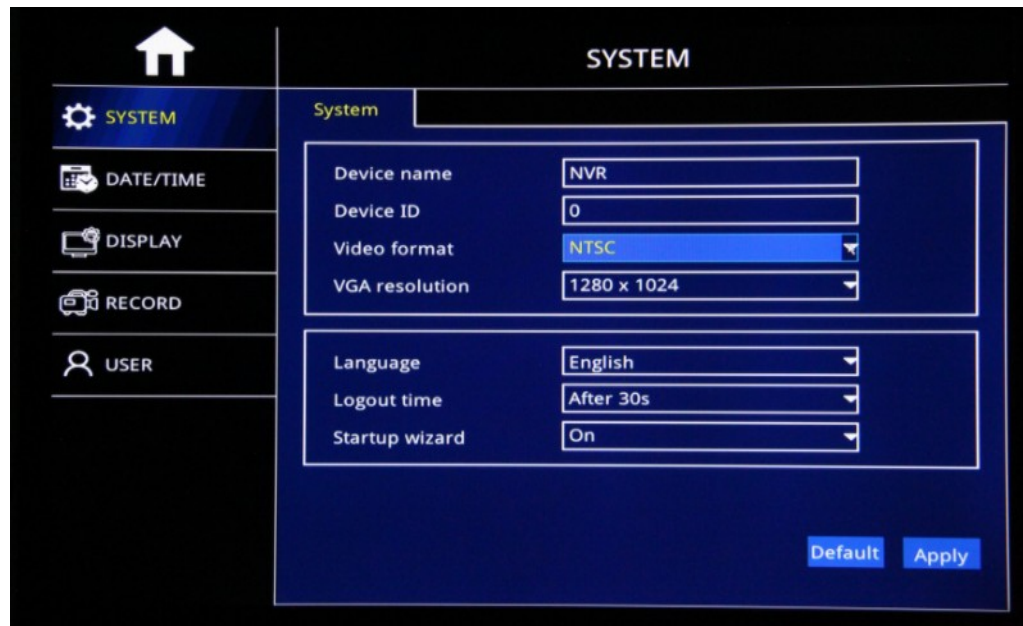 SYSTEM
SYSTEM
DATE/TIME
DISPLAY
RECORD
USER
System
Device name NVR
Device ID 0
Video format NTSC
VGA resolution 1280 x 1024
Language English
Logout time After 30s
Startup wizard On
Default Apply